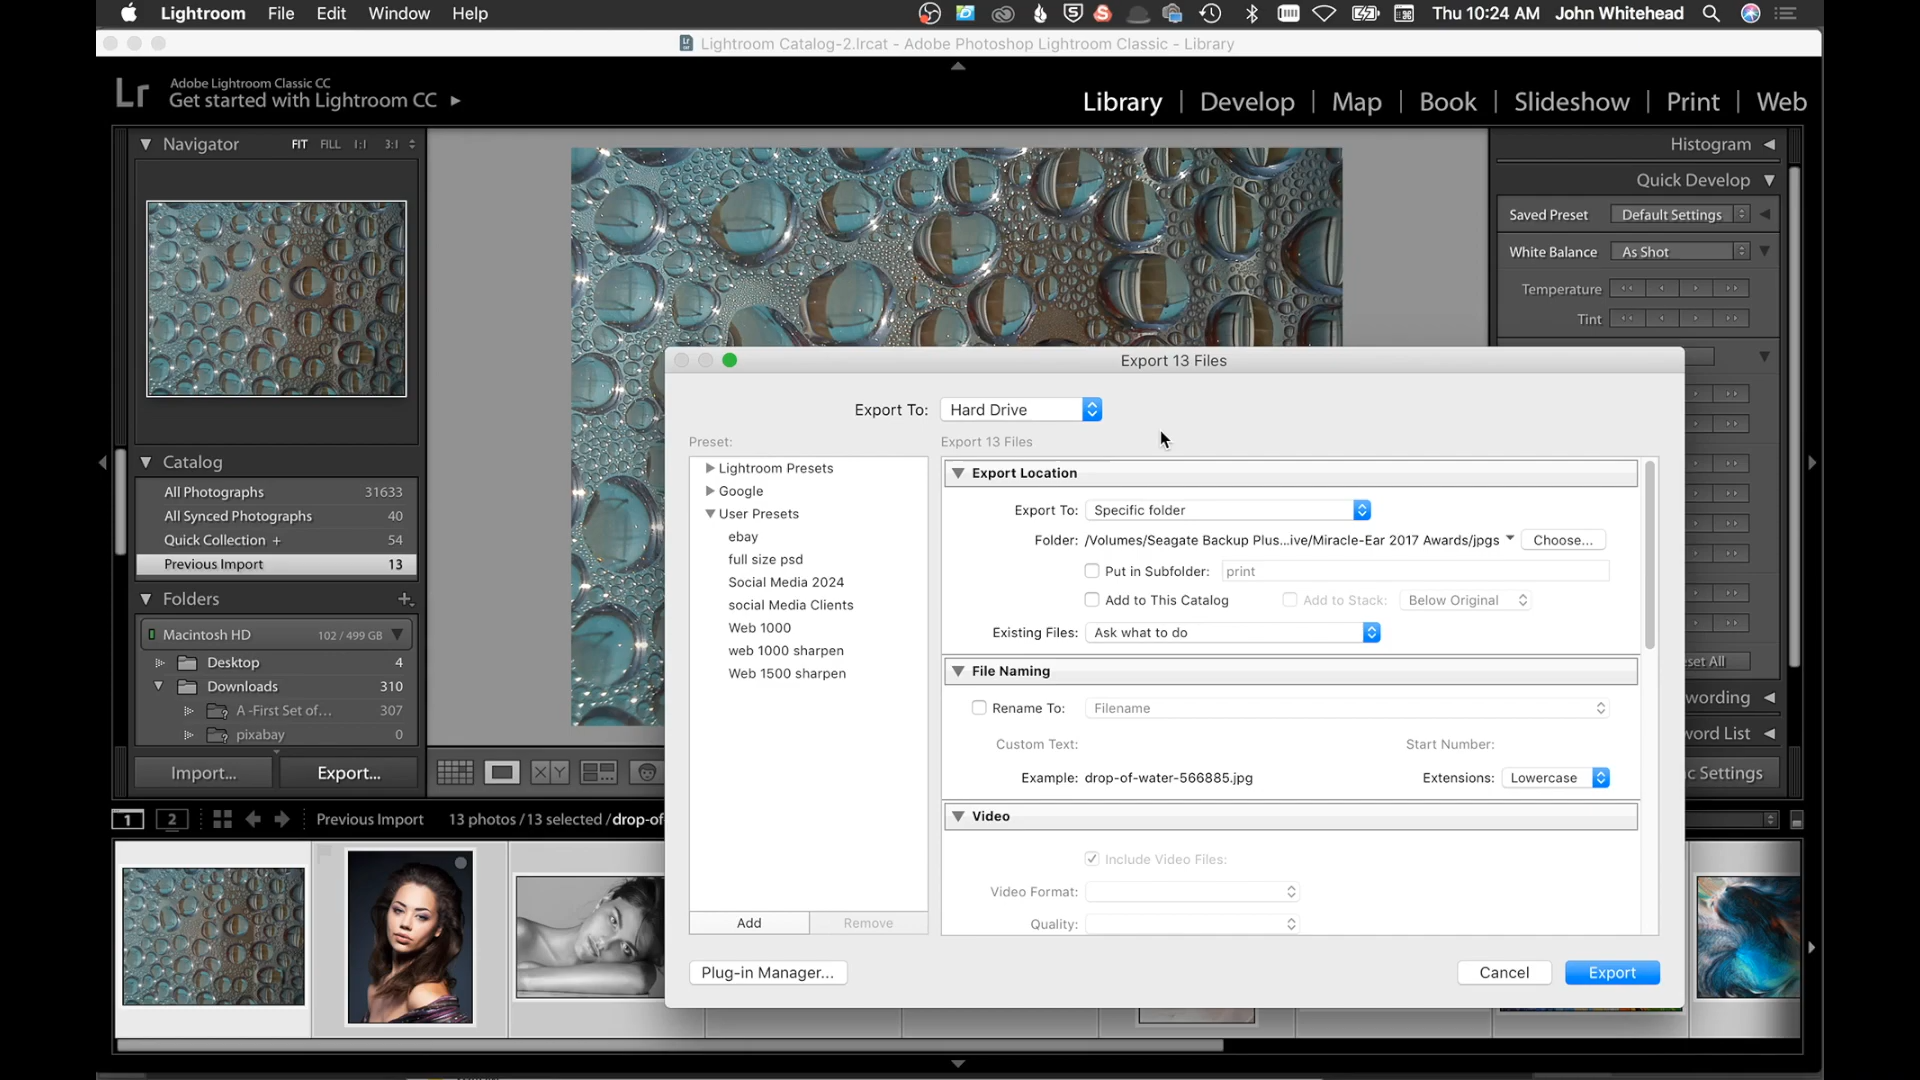 Lightroom File Edit Window Help
Thu 10:24 AM John Whitehead
Lightroom Catalog-2.lrcat - Adobe Photoshop Lightroom Classic - Library
Lr Adobe Lightroom Classic CC
Get started with Lightroom CC
Library | Develop | Map | Book | Slideshow | Print | Web
Navigator FIT FILL 1:1 3:1
Histogram
Quick Develop
Saved Preset Default Settings
White Balance As Shot
Temperature
Tint
Export 13 Files
Export To: Hard Drive
Preset:
Export 13 Files
Lightroom Presets
Google
User Presets
ebay
full size psd
Social Media 2024
social Media Clients
Web 1000
web 1000 sharpen
Web 1500 sharpen
Add Remove
Export Location
Export To: Specific folder
Folder: /Volumes/Seagate Backup Plus...ive/Miracle-Ear 2017 Awards/jpgs Choose...
Put in Subfolder: print
Add to This Catalog Add to Stack: Below Original
Existing Files: Ask what to do
File Naming
Rename To: Filename
Custom Text: Start Number:
Example: drop-of-water-566885.jpg Extensions: Lowercase
Video
Include Video Files:
Video Format:
Quality:
Plug-in Manager... Cancel Export
Catalog
All Photographs 31633
All Synced Photographs 40
Quick Collection + 54
Previous Import 13
Folders +
Macintosh HD 102 / 499 GB
Desktop 4
Downloads 310
A -First Set of... 307
pixabay 0
Import... Export...
X Y
eset All
wording
word List
c Settings
1 2 Previous Import 13 photos / 13 selected / drop-of